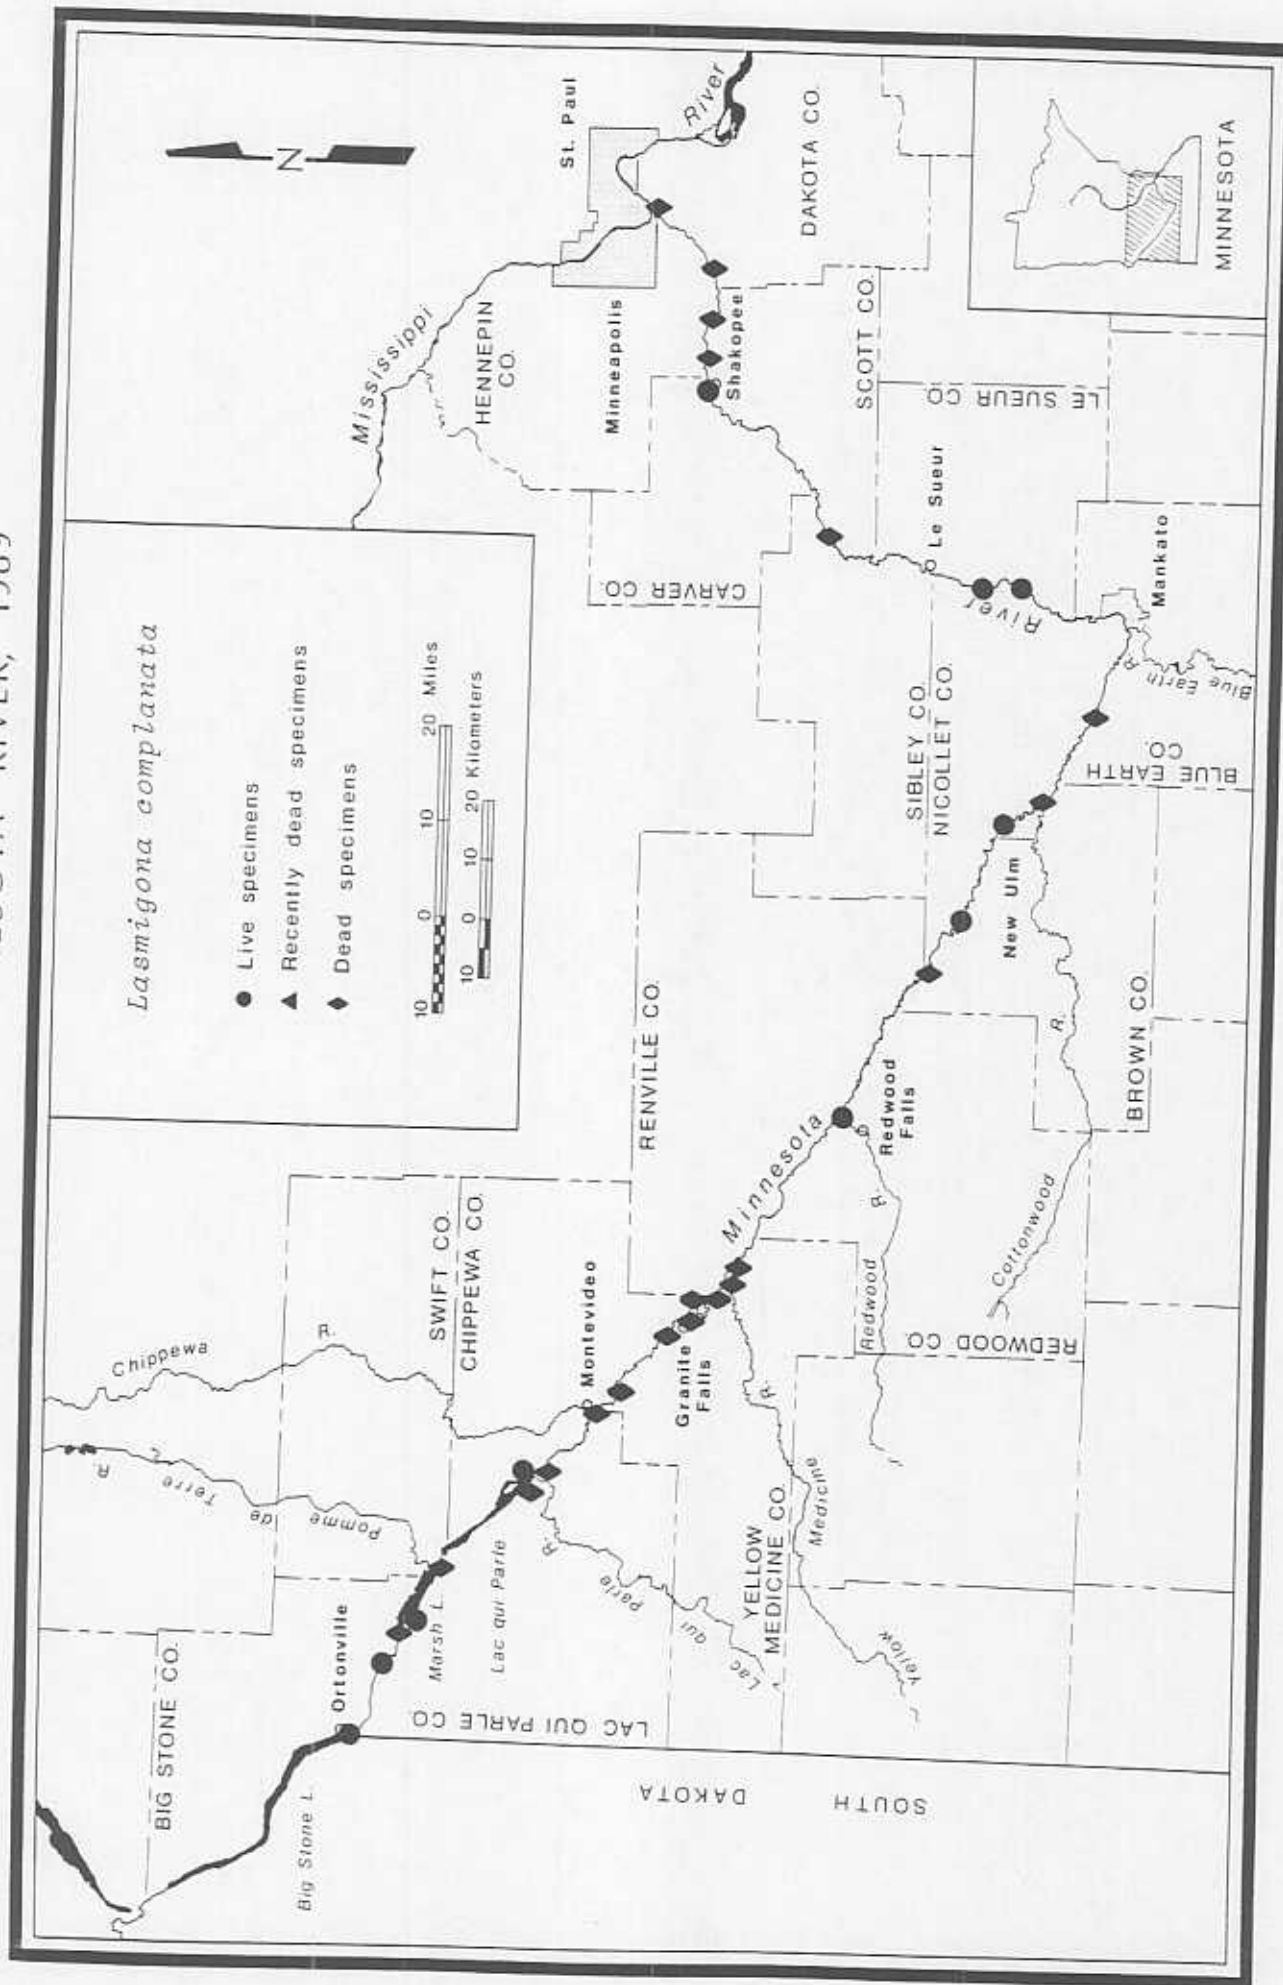 RIVER, 1989
Lasmigona complanata
Live specimens
Recently dead specimens
Dead specimens
10 0 10 20 Miles
10 0 10 20 Kilometers
N
Mississippi
River
St. Paul
HENNEPIN
CO.
Minneapolis
Shakopee
DAKOTA CO.
SCOTT CO.
CARVER CO.
LE SUEUR CO
Le Sueur
River
SIBLEY CO.
NICOLLET CO.
Mankato
Blue Earth R.
BLUE EARTH
CO.
New Ulm
BROWN CO.
RENVILLE CO.
Minnesota
Redwood
Falls
Redwood R.
Cottonwood R.
REDWOOD CO.
SWIFT CO.
CHIPPEWA CO.
Chippewa R.
Pomme de Terre R.
Montevideo
Granite
Falls
Yellow Medicine R.
YELLOW
MEDICINE CO.
Lac qui Parle R.
Lac qui Parle
Marsh L.
LAC QUI PARLE CO.
Ortonville
BIG STONE CO.
Big Stone L.
SOUTH DAKOTA
MINNESOTA